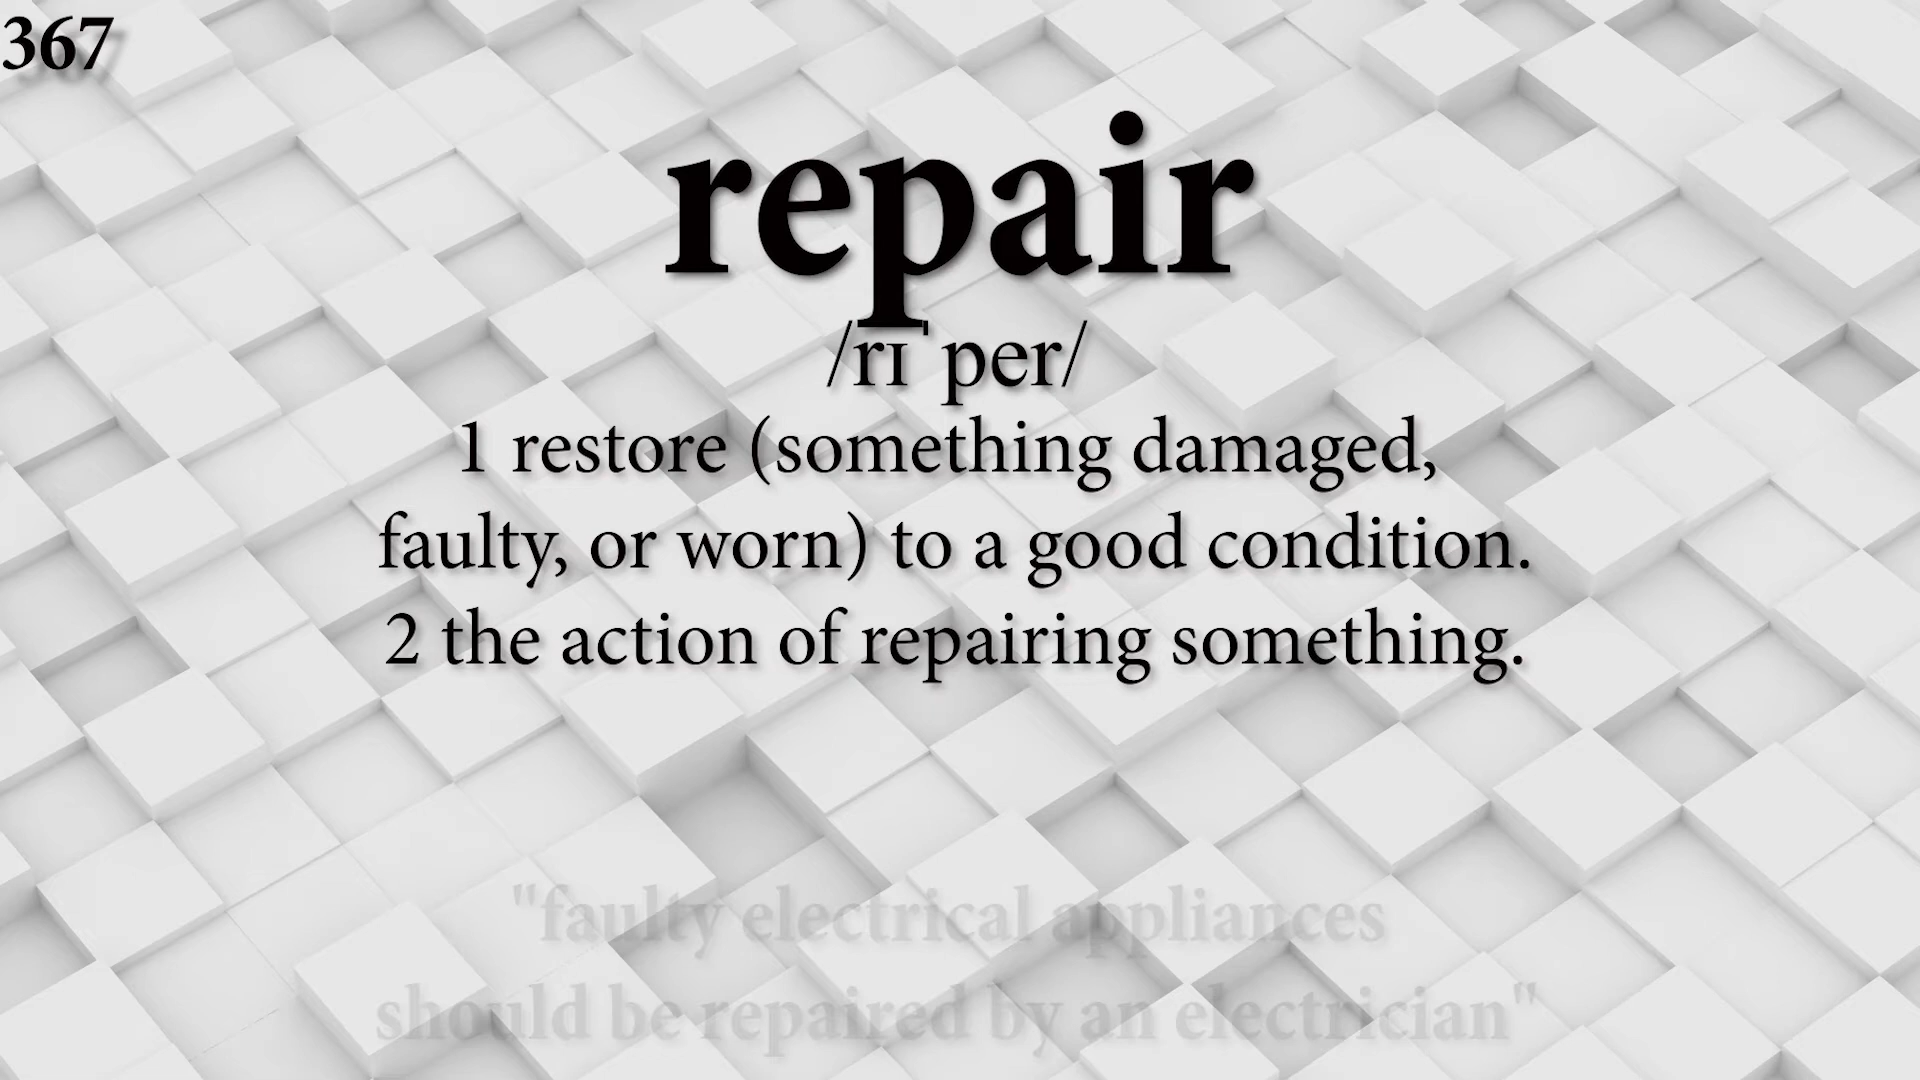 367
repair
/rɪˈper/
1 restore (something damaged,
faulty, or worn) to a good condition.
2 the action of repairing something.
"faulty electrical appliances
should be repaired by an electrician"